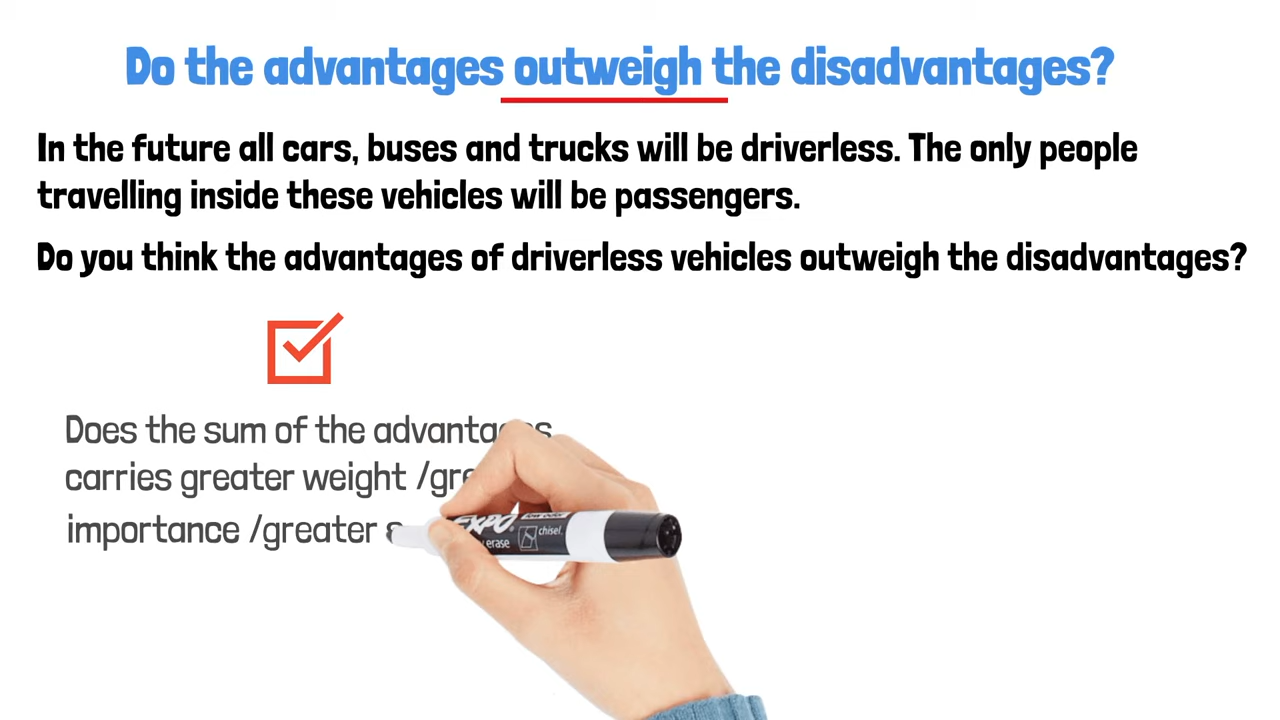 Do the advantages outweigh the disadvantages?
In the future all cars, buses and trucks will be driverless. The only people
travelling inside these vehicles will be passengers.
Do you think the advantages of driverless vehicles outweigh the disadvantages?
Does the sum of the advantages
carries greater weight
importance /greater
EXPO
chisel
erase